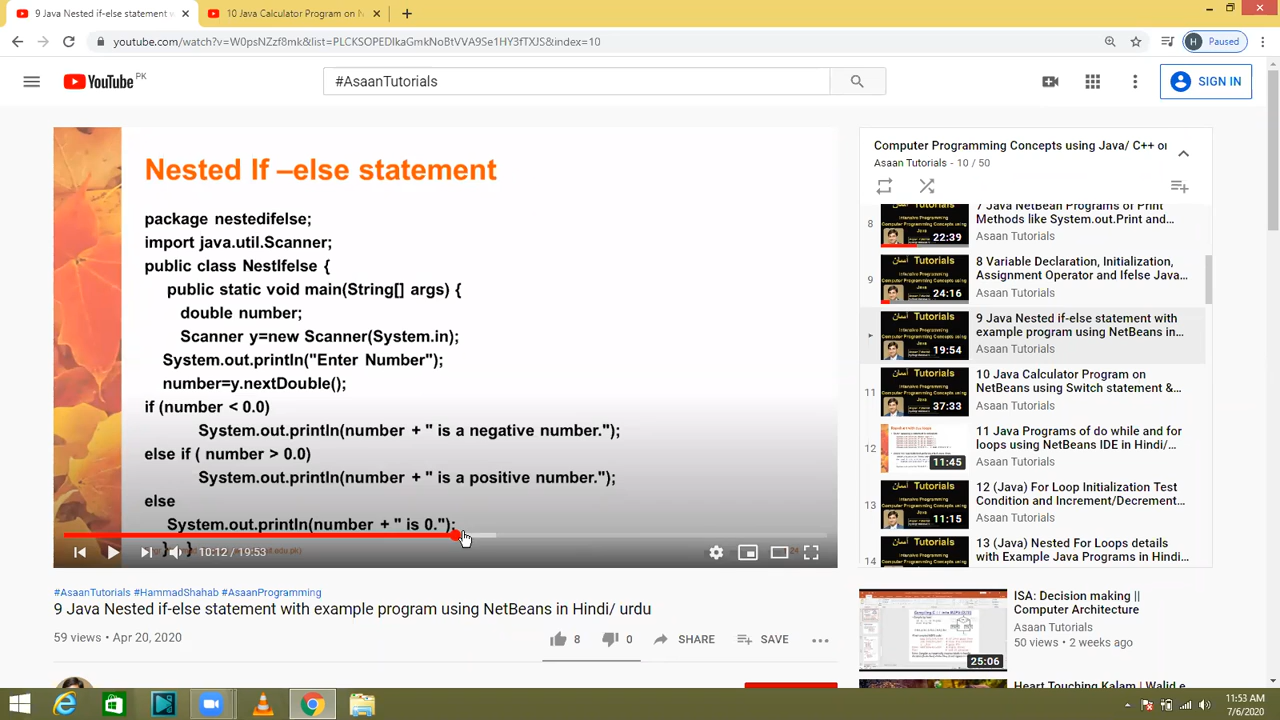 9 Java Nested if-else statement w
10 Java Calculator Program on N
youtube.com/watch?v=W0psNZzf8mk&list=PLCKSOPEDIkaGmkNoBtVVA9Se1HY3fTXJS&index=10
H Paused
YouTube PK
#AsaanTutorials
SIGN IN
Nested If –else statement
package nestedifelse;
import java.util.Scanner;
public class NestIfelse {
public static void main(String[] args) {
double number;
y=new Scanner(System.in);
System.out.println("Enter Number");
number=y.nextDouble();
if (number < 0.0)
System.out.println(number + " is a negative number.");
else if (number > 0.0)
System.out.println(number + " is a positive number.");
else
System.out.println(number + " is 0.");
10:12 / 19:53
Computer Programming Concepts using Java/ C++ or
Asaan Tutorials - 10 / 50
8
22:39
7 Java NetBean Programs of Print
Methods like System.out.Print and...
Asaan Tutorials
9
آسان Tutorials
24:16
8 Variable Declaration, Initialization,
Assignment Operator and Ifelse Java...
Asaan Tutorials
آسان Tutorials
19:54
9 Java Nested if-else statement with
example program using NetBeans in...
Asaan Tutorials
11
آسان Tutorials
37:33
10 Java Calculator Program on
NetBeans using Switch statement &...
Asaan Tutorials
12
11:45
11 Java Programs of do while and for
loops using NetBeans IDE in Hindi/...
Asaan Tutorials
13
آسان Tutorials
11:15
12 (Java) For Loop Initialization Test
Condition and Increment/Decrement...
Asaan Tutorials
14
آسان Tutorials
13 (Java) Nested For Loops details
with Example Java Programs in Hindi...
#AsaanTutorials #HammadShahab #AsaanProgramming
9 Java Nested if-else statement with example program using NetBeans in Hindi/ urdu
59 views • Apr 20, 2020
8
0
SHARE
SAVE
25:06
ISA: Decision making ||
Computer Architecture
Asaan Tutorials
50 views • 2 weeks ago
11:53 AM
7/6/2020